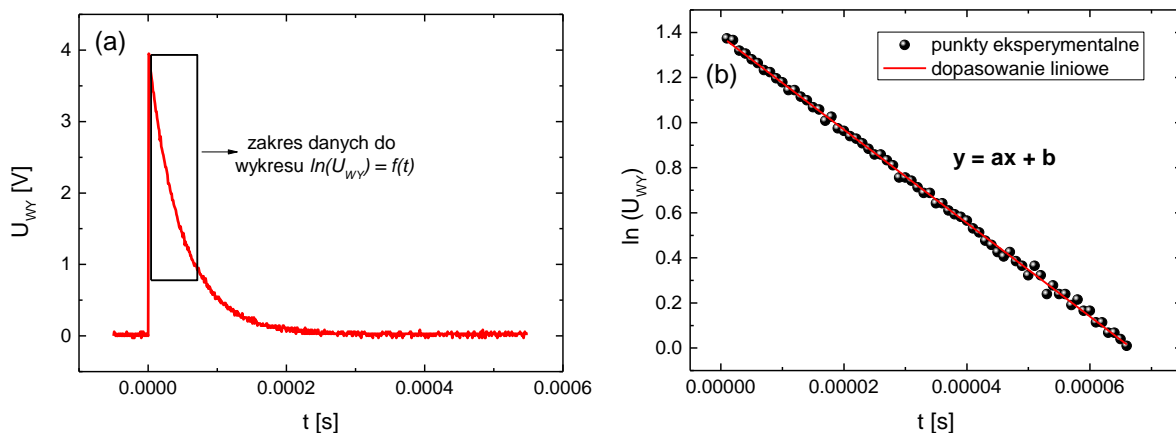 (a)
4
3
2
1
0
U_WY [V]
zakres danych do
wykresu ln(U_WY) = f(t)
0.0000
0.0002
0.0004
0.0006
t [s]
(b)
1.4
1.2
1.0
0.8
0.6
0.4
0.2
0.0
ln (U_WY)
punkty eksperymentalne
dopasowanie liniowe
y = ax + b
0.00000
0.00002
0.00004
0.00006
t [s]